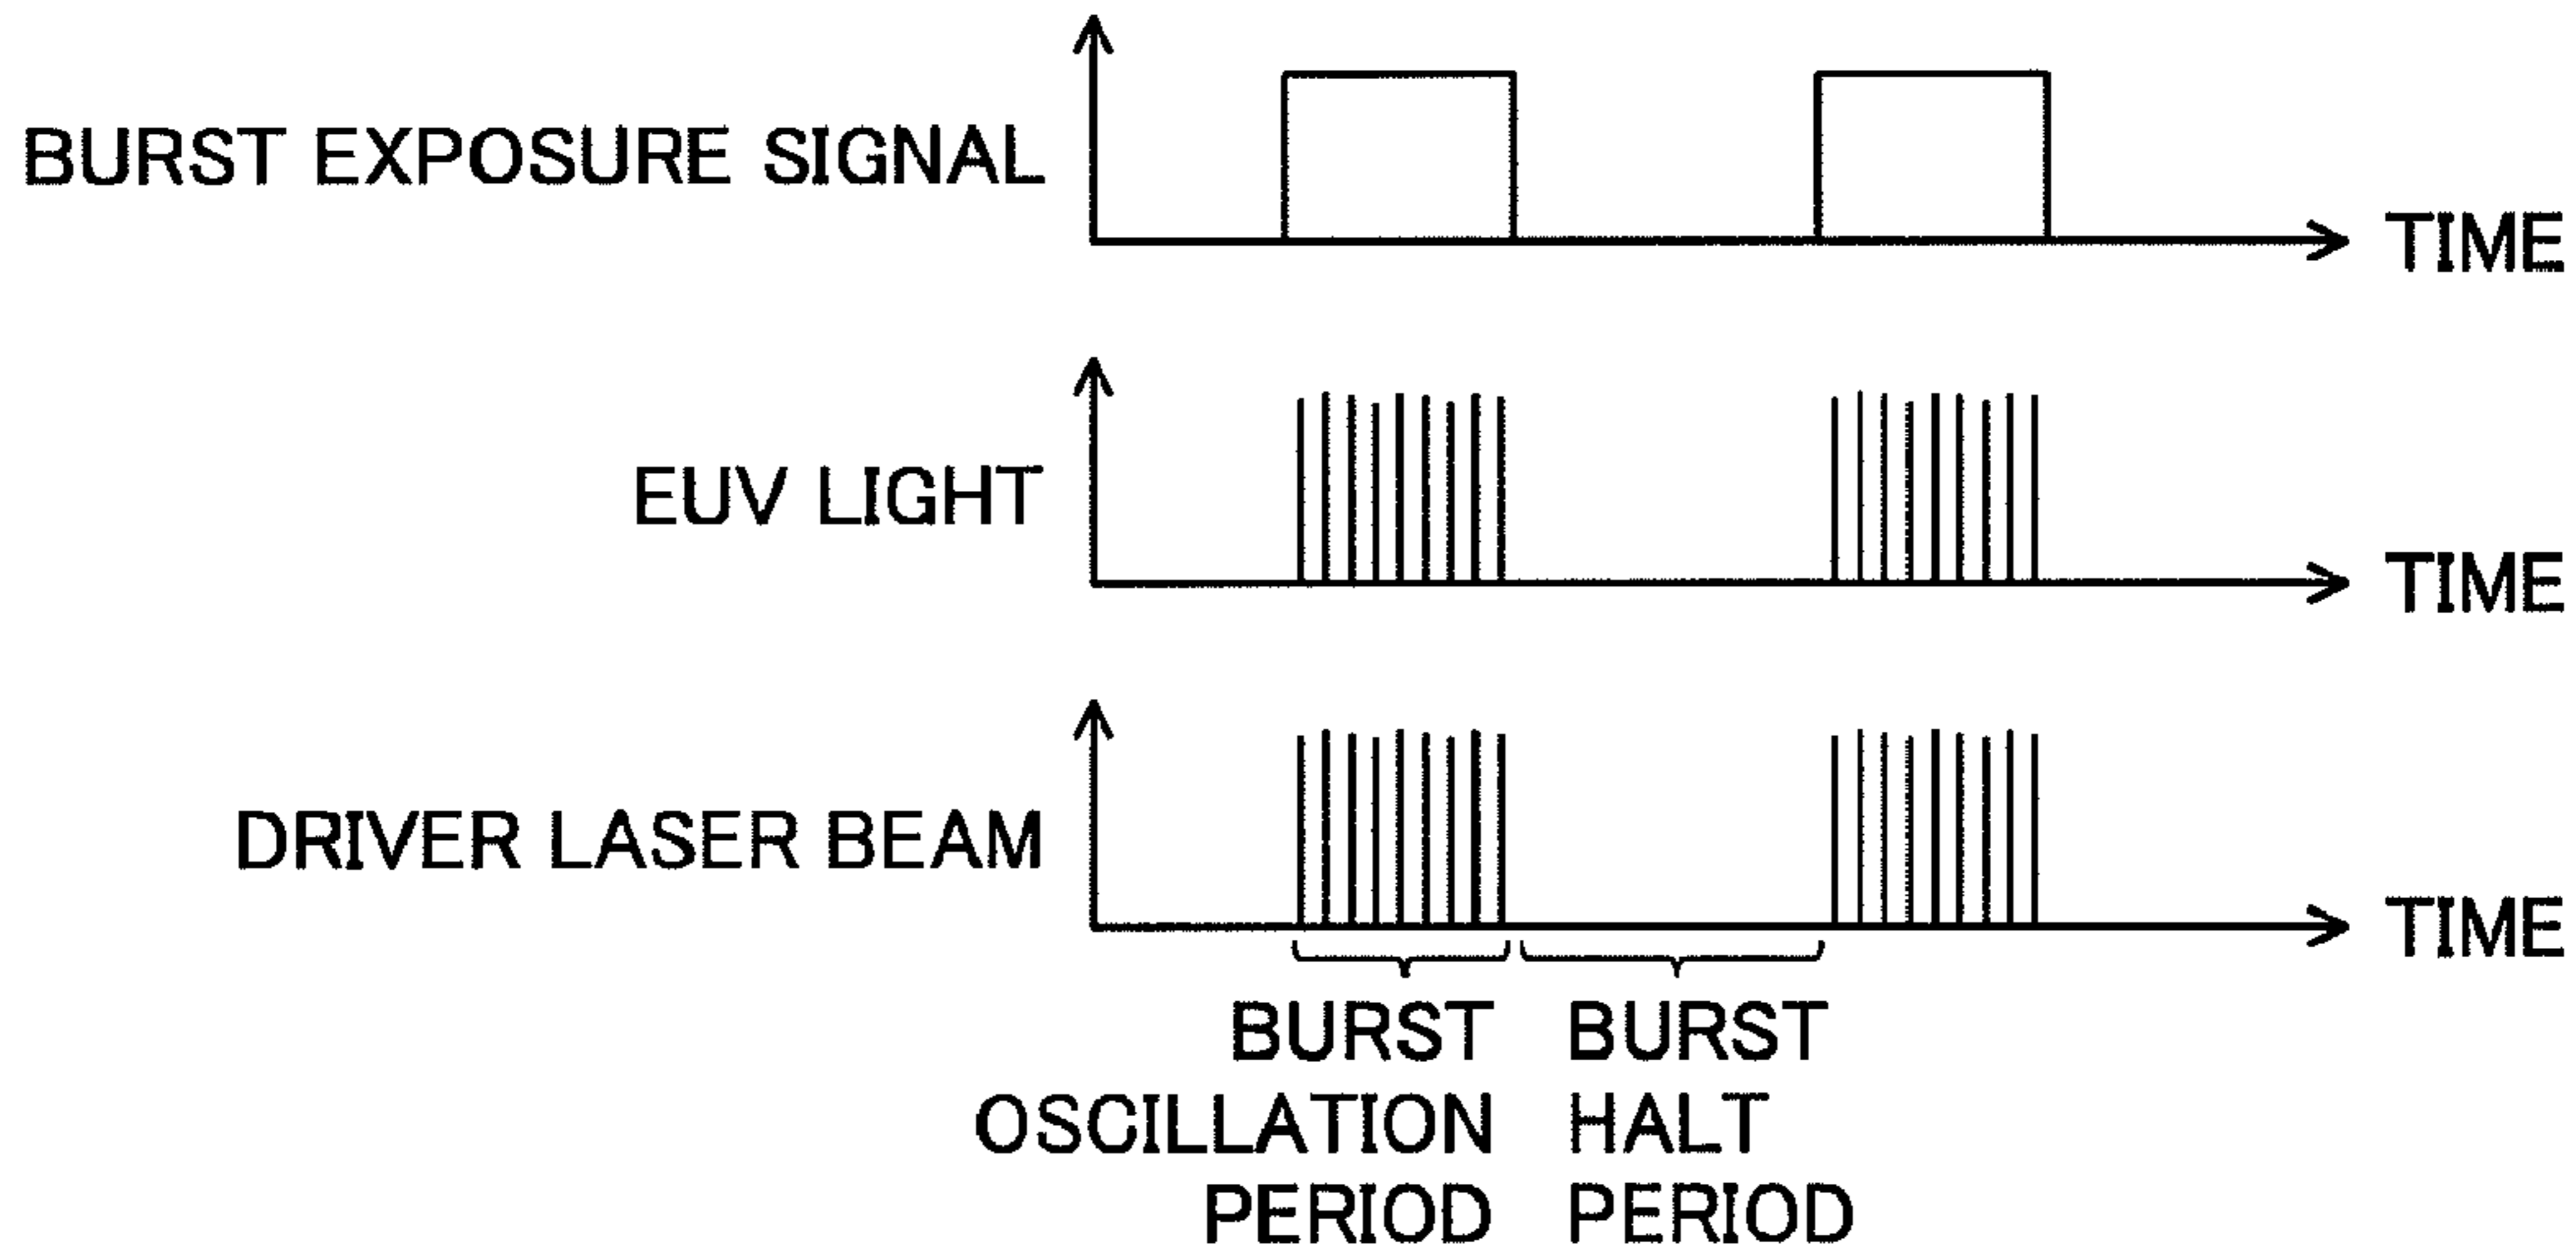 BURST EXPOSURE SIGNAL
TIME
EUV LIGHT
TIME
DRIVER LASER BEAM
TIME
BURST
OSCILLATION
PERIOD
BURST
HALT
PERIOD